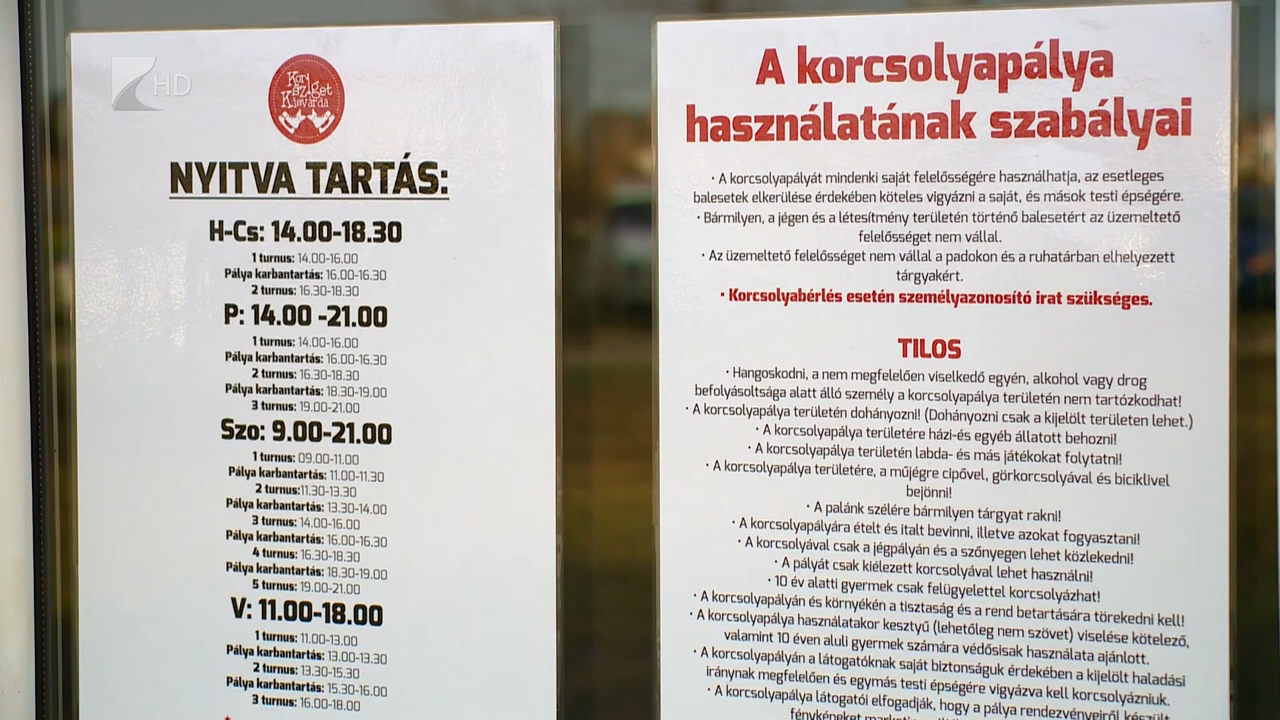 HD
Kori
Sziget
Kisvárda
NYITVA TARTÁS:
H-Cs: 14.00-18.30
1 turnus: 14.00-16.00
Pálya karbantartás: 16.00-16.30
2 turnus: 16.30-18.30
P: 14.00 -21.00
1 turnus: 14.00-16.00
Pálya karbantartás: 16.00-16.30
2 turnus: 16.30-18.30
Pálya karbantartás: 18.30-19.00
3 turnus: 19.00-21.00
Szo: 9.00-21.00
1 turnus: 09.00-11.00
Pálya karbantartás: 11.00-11.30
2 turnus:11.30-13.30
Pálya karbantartás: 13.30-14.00
3 turnus: 14.00-16.00
Pálya karbantartás: 16.00-16.30
4 turnus: 16.30-18.30
Pálya karbantartás: 18.30-19.00
5 turnus: 19.00-21.00
V: 11.00-18.00
1 turnus: 11.00-13.00
Pálya karbantartás: 13.00-13.30
2 turnus: 13.30-15.30
Pálya karbantartás: 15.30-16.00
3 turnus: 16.00-18.00
A korcsolyapálya
használatának szabályai
• A korcsolyapályát mindenki saját felelősségére használhatja, az esetleges
balesetek elkerülése érdekében köteles vigyázni a saját, és mások testi épségére.
• Bármilyen, a jégen és a létesítmény területén történő balesetért az üzemeltető
felelősséget nem vállal.
• Az üzemeltető felelősséget nem vállal a padokon és a ruhatárban elhelyezett
tárgyakért.
• Korcsolyabérlés esetén személyazonosító irat szükséges.
TILOS
• Hangoskodni, a nem megfelelően viselkedő egyén, alkohol vagy drog
befolyásoltsága alatt álló személy a korcsolyapálya területén nem tartózkodhat!
• A korcsolyapálya területén dohányozni! (Dohányozni csak a kijelölt területen lehet.)
• A korcsolyapálya területére házi-és egyéb állatott behozni!
• A korcsolyapálya területén labda- és más játékokat folytatni!
• A korcsolyapálya területére, a műjégre cipővel, görkorcsolyával és biciklivel
bejönni!
• A palánk szélére bármilyen tárgyat rakni!
• A korcsolyapályára ételt és italt bevinni, illetve azokat fogyasztani!
• A korcsolyával csak a jégpályán és a szőnyegen lehet közlekedni!
• A pályát csak kiélezett korcsolyával lehet használni!
• 10 év alatti gyermek csak felügyelettel korcsolyázhat!
• A korcsolyapályán és környékén a tisztaság és a rend betartására törekedni kell!
• A korcsolyapálya használatakor kesztyű (lehetőleg nem szövet) viselése kötelező,
valamint 10 éven aluli gyermek számára védősisak használata ajánlott.
• A korcsolyapályán a látogatóknak saját biztonságuk érdekében a kijelölt haladási
iránynak megfelelően és egymás testi épségére vigyázva kell korcsolyázniuk.
• A korcsolyapálya látogatói elfogadják, hogy a pálya rendezvényeiről készült
fényképeket